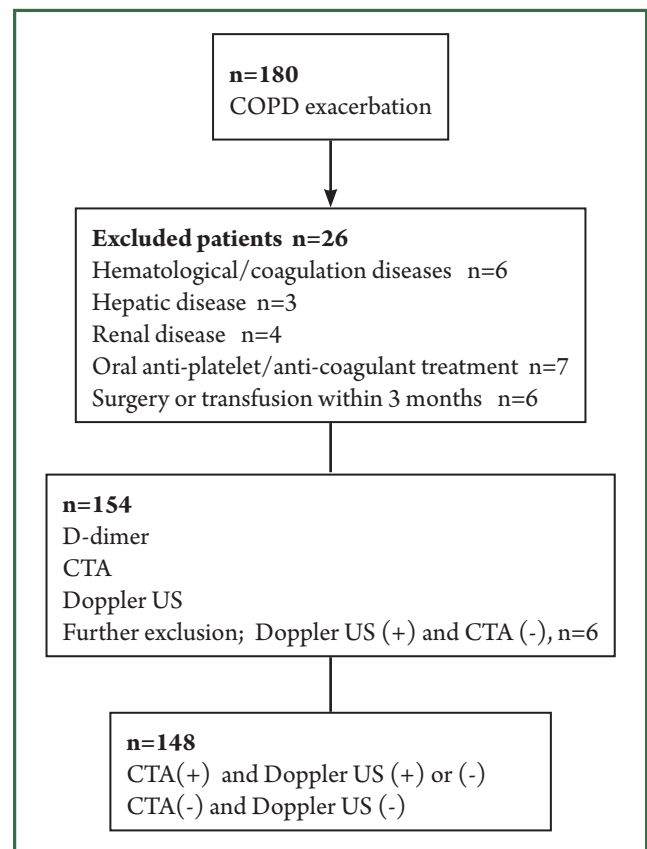 n=180
COPD exacerbation
Excluded patients n=26
Hematological/coagulation diseases n=6
Hepatic disease n=3
Renal disease n=4
Oral anti-platelet/anti-coagulant treatment n=7
Surgery or transfusion within 3 months n=6
n=154
D-dimer
CTA
Doppler US
Further exclusion; Doppler US (+) and CTA (-), n=6
n=148
CTA(+) and Doppler US (+) or (-)
CTA(-) and Doppler US (-)